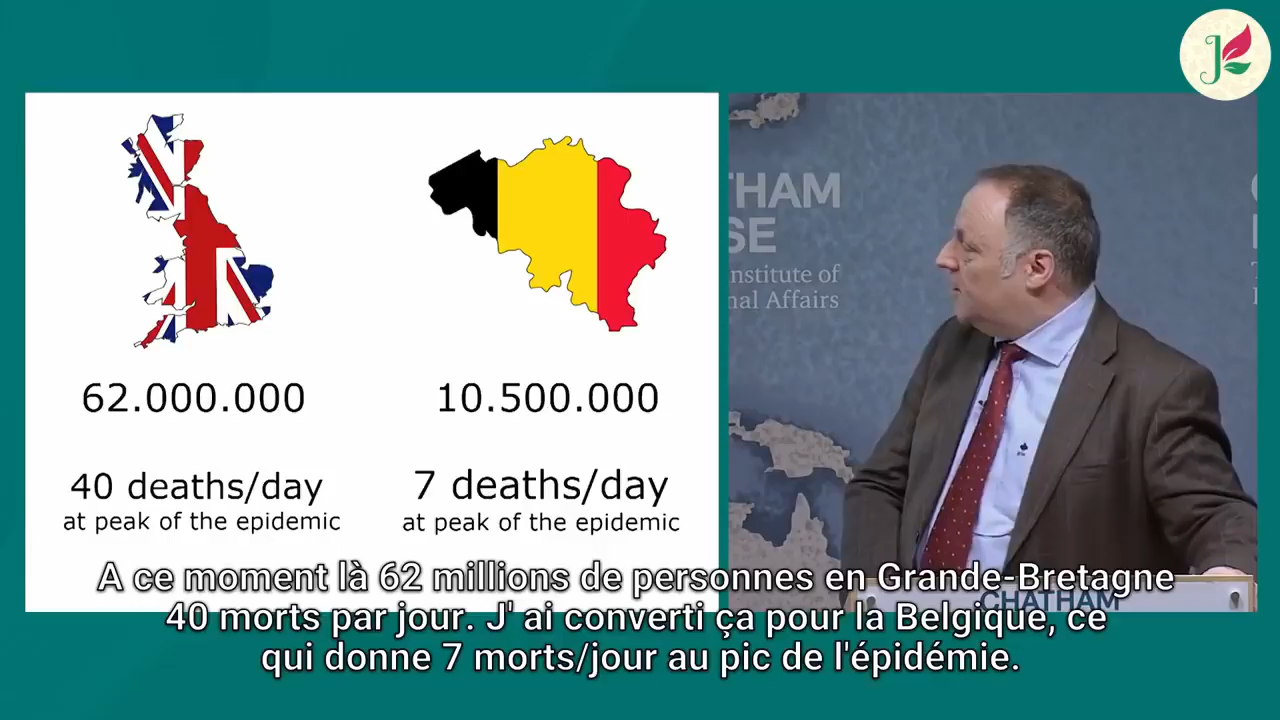 THAM
SE
nstitute of
nal Affairs
62.000.000
10.500.000
40 deaths/day
at peak of the epidemic
7 deaths/day
at peak of the epidemic
A ce moment là 62 millions de personnes en Grande-Bretagne
40 morts par jour. J' ai converti ça pour la Belgique, ce
qui donne 7 morts/jour au pic de l'épidémie.
CHATHAM